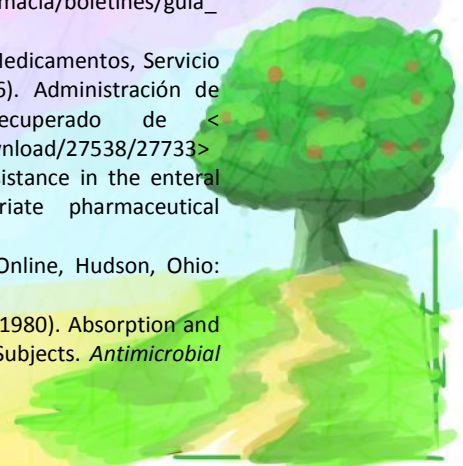 macia/boletines/guia_
Medicamentos, Servicio
6). Administración de
ecuperado de <
nload/27538/27733>
sistance in the enteral
riate pharmaceutical
Online, Hudson, Ohio:
1980). Absorption and
Subjects. Antimicrobial